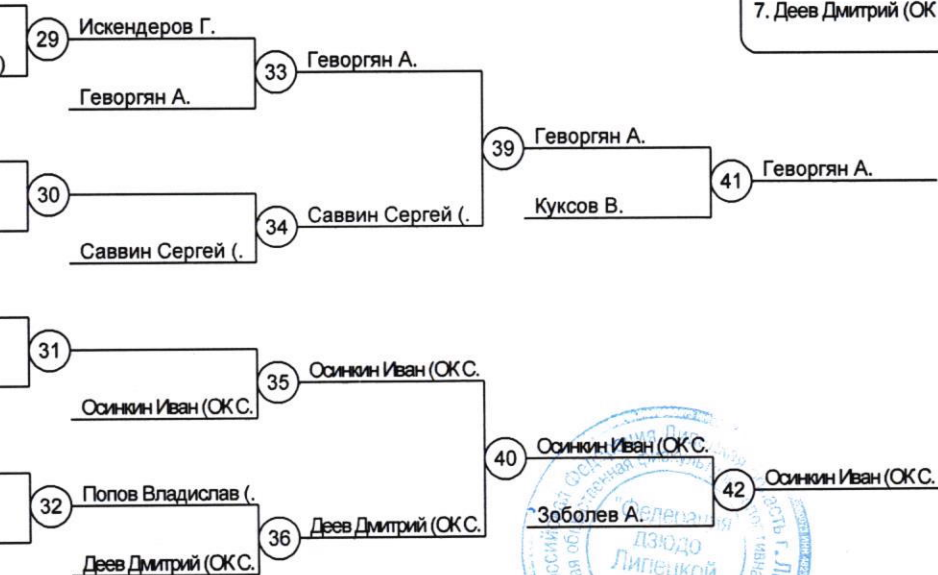 7. Деев Дмитрий (ОК
29
Искендеров Г.
)
Геворгян А.
33
Геворгян А.
39
Геворгян А.
30
Саввин Сергей (.
34
Саввин Сергей (.
Куксов В.
41
Геворгян А.
31
Осинкин Иван (ОК С.
35
Осинкин Иван (ОК С.
40
Осинкин Иван (ОК С.
32
Попов Владислав (.
Деев Дмитрий (ОК С.
36
Деев Дмитрий (ОК С.
Зоболев А.
42
Осинкин Иван (ОК С.
"Федерация
дзюдо
Липецкой